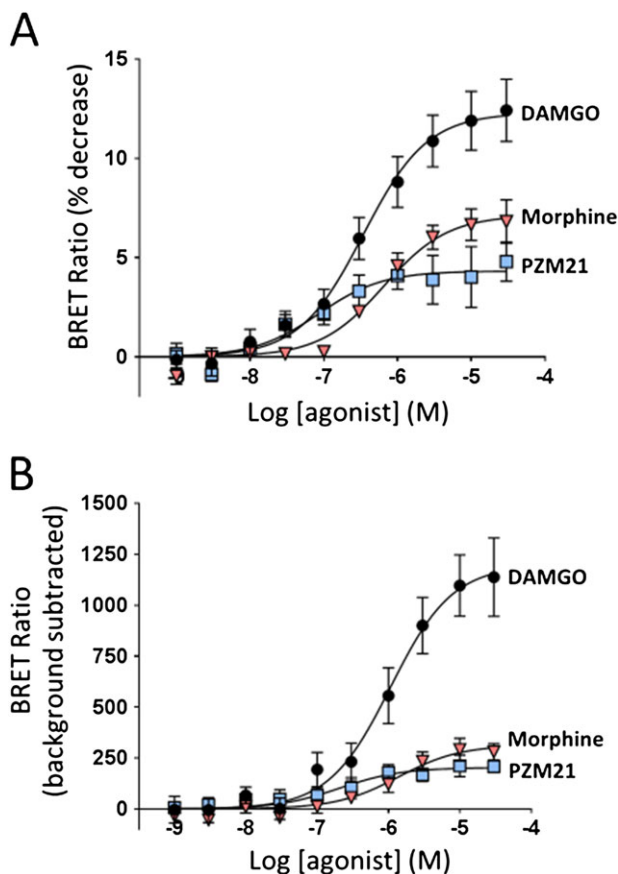 A
BRET Ratio (% decrease)
15
10
5
0
-9
-8
-7
-6
-5
-4
Log [agonist] (M)
DAMGO
Morphine
PZM21
B
BRET Ratio
(background subtracted)
1500
1250
1000
750
500
250
0
-9
-8
-7
-6
-5
-4
Log [agonist] (M)
DAMGO
Morphine
PZM21